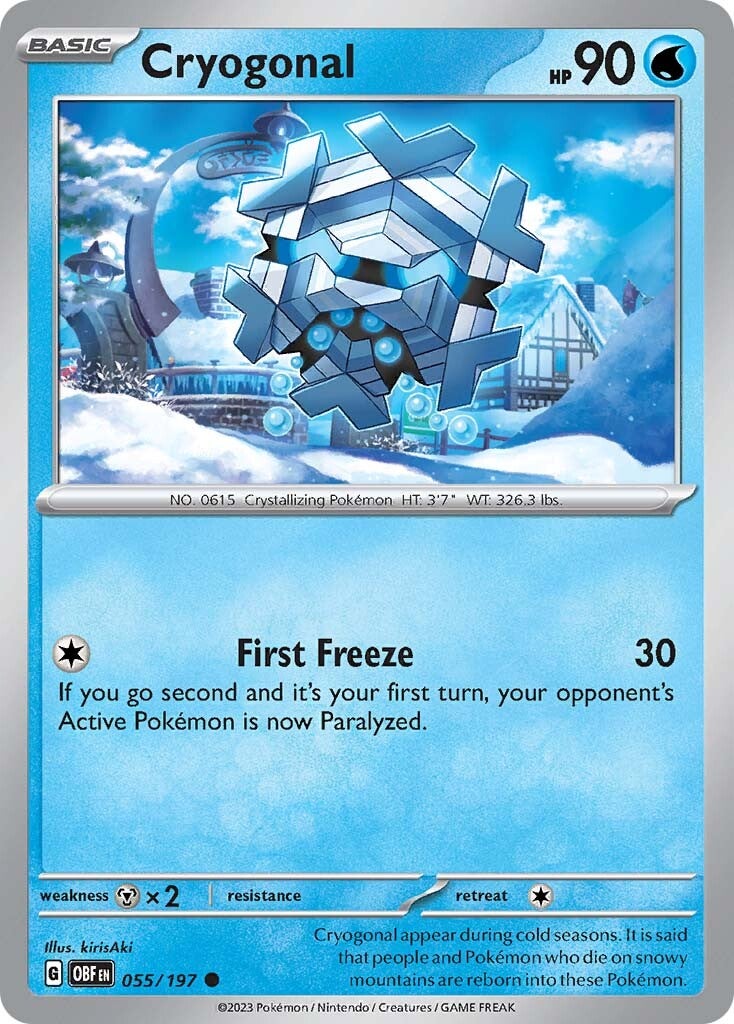 BASIC
Cryogonal
HP 90
NO. 0615 Crystallizing Pokémon HT: 3'7" WT: 326.3 lbs.
First Freeze 30
If you go second and it's your first turn, your opponent's
Active Pokémon is now Paralyzed.
weakness ×2 resistance retreat
Illus. kirisAki
Cryogonal appear during cold seasons. It is said
that people and Pokémon who die on snowy
mountains are reborn into these Pokémon.
G OBF EN 055/197
©2023 Pokémon / Nintendo / Creatures / GAME FREAK